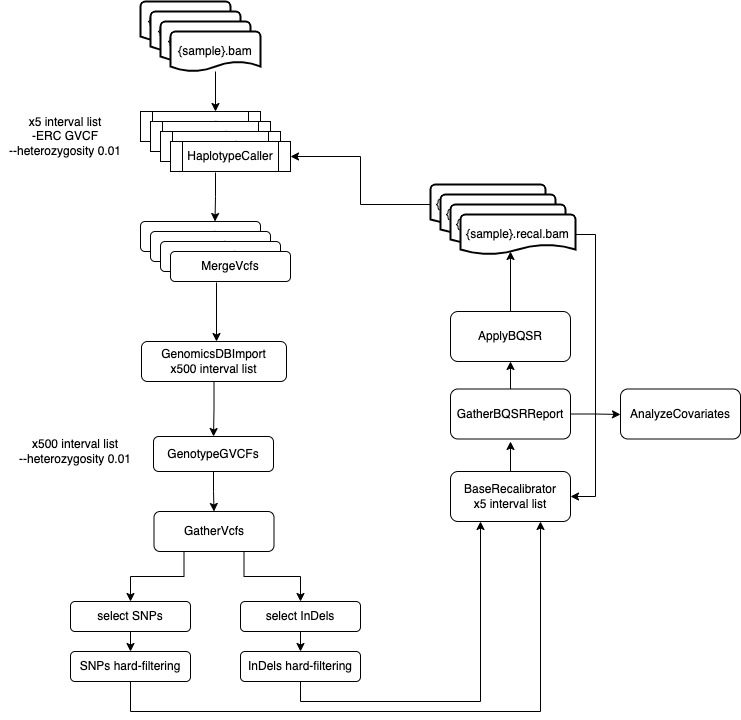 {sample}.bam
x5 interval list
-ERC GVCF
--heterozygosity 0.01
HaplotypeCaller
MergeVcfs
GenomicsDBImport
x500 interval list
x500 interval list
--heterozygosity 0.01
GenotypeGVCFs
GatherVcfs
select SNPs
select InDels
SNPs hard-filtering
InDels hard-filtering
{
{
{
{sample}.recal.bam
ApplyBQSR
GatherBQSRReport
AnalyzeCovariates
BaseRecalibrator
x5 interval list